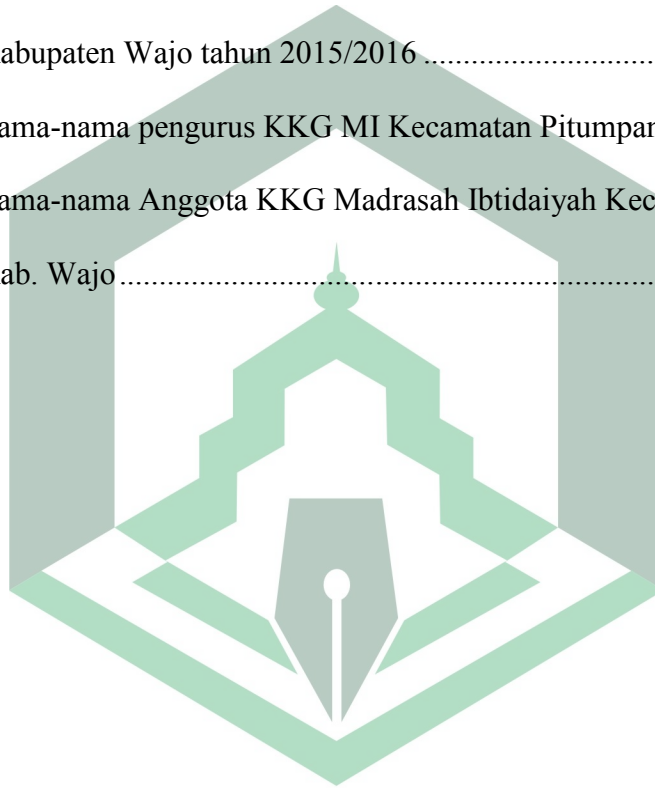 abupaten Wajo tahun 2015/2016 ..............................
ama-nama pengurus KKG MI Kecamatan Pitumpan
ama-nama Anggota KKG Madrasah Ibtidaiyah Kec
ab. Wajo ......................................................................